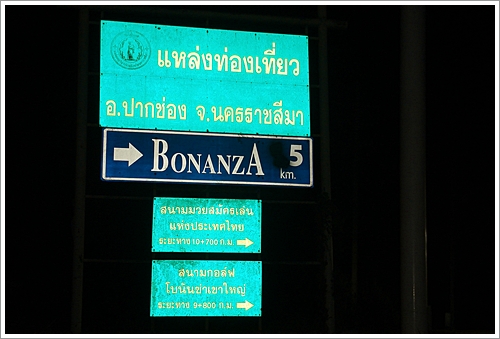 แหล่งท่องเที่ยว
อ.ปากช่อง จ.นครราชสีมา
BONANZA 5 km.
สนามมวยสมัครเล่น
แห่งประเทศไทย
ระยะทาง 10+700 ก.ม.
สนามกอล์ฟ
โบนันซ่าเขาใหญ่
ระยะทาง 9+800 ก.ม.